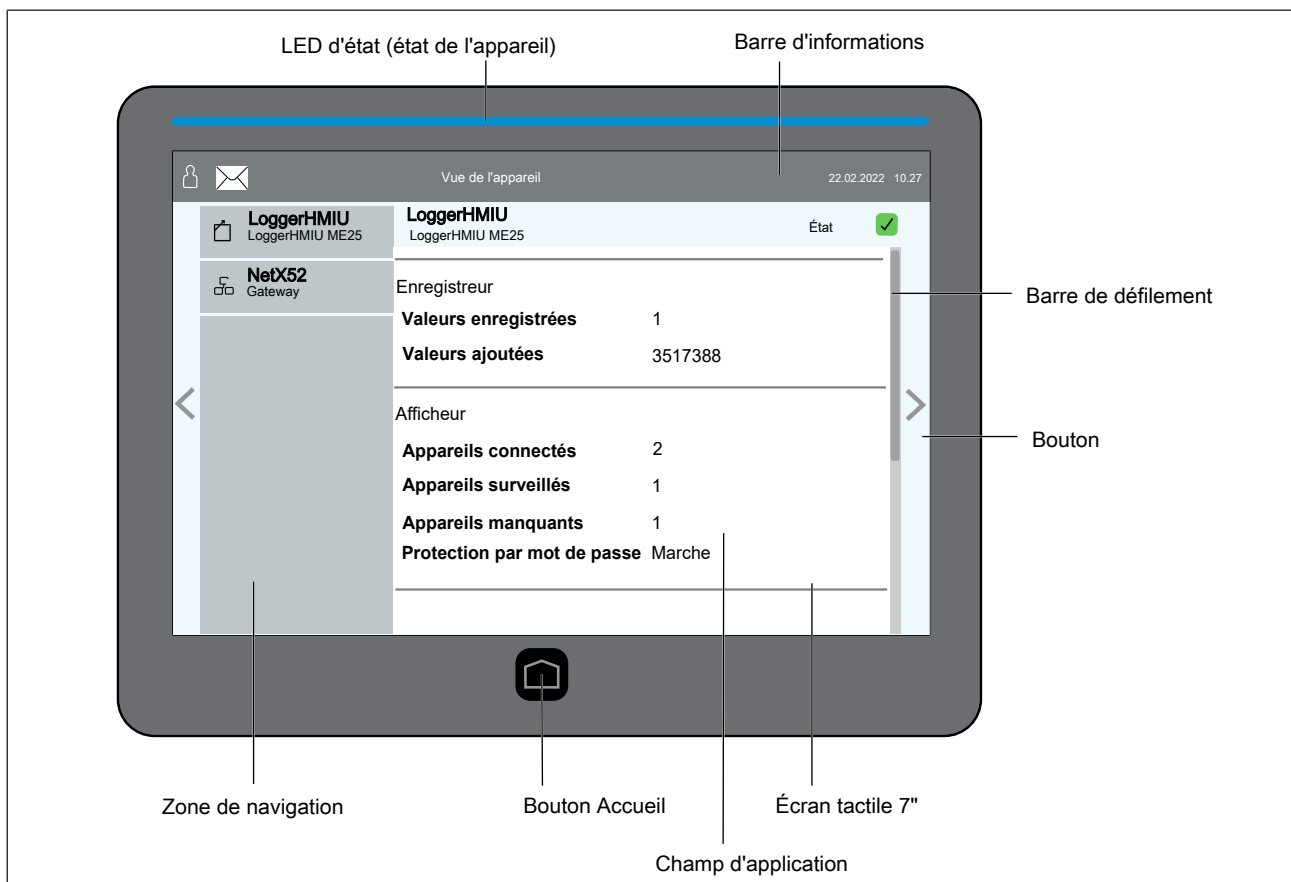 LED d'état (état de l'appareil)
Barre d'informations
Vue de l'appareil
22.02.2022 10.27
LoggerHMIU
LoggerHMIU ME25
NetX52
Gateway
LoggerHMIU
LoggerHMIU ME25
État
Enregistreur
Valeurs enregistrées 1
Valeurs ajoutées 3517388
Afficheur
Appareils connectés 2
Appareils surveillés 1
Appareils manquants 1
Protection par mot de passe Marche
Barre de défilement
Bouton
Zone de navigation
Bouton Accueil
Écran tactile 7"
Champ d'application